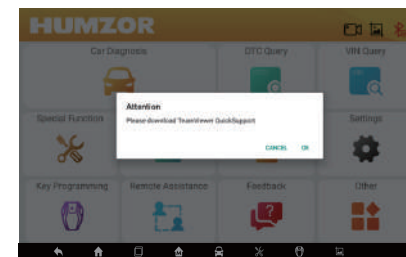 HUMZOR
Car Diagnosis
DTC Query
VIN Query
Attention
Please download TeamViewer QuickSupport
CANCEL OK
Special Function
Settings
Key Programming
Remote Assistance
Feedback
Other